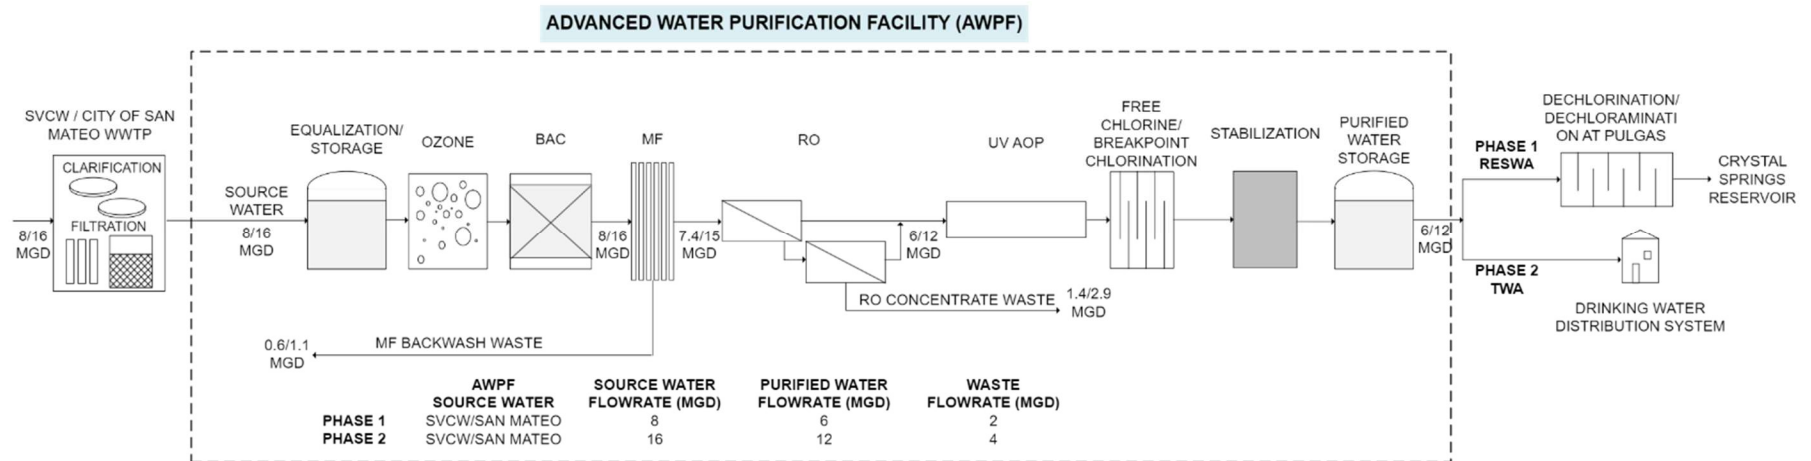 ADVANCED WATER PURIFICATION FACILITY (AWPF)
SVCW / CITY OF SAN
MATEO WWTP
CLARIFICATION
FILTRATION
8/16
MGD
SOURCE
WATER
8/16
MGD
EQUALIZATION/
STORAGE
OZONE
BAC
8/16
MGD
MF
7.4/15
MGD
RO
6/12
MGD
RO CONCENTRATE WASTE
1.4/2.9
MGD
MF BACKWASH WASTE
0.6/1.1
MGD
UV AOP
FREE
CHLORINE/
BREAKPOINT
CHLORINATION
STABILIZATION
PURIFIED
WATER
STORAGE
6/12
MGD
PHASE 1
RESWA
DECHLORINATION/
DECHLORAMINATI
ON AT PULGAS
CRYSTAL
SPRINGS
RESERVOIR
PHASE 2
TWA
DRINKING WATER
DISTRIBUTION SYSTEM
AWPF SOURCE WATER SOURCE WATER FLOWRATE (MGD) PURIFIED WATER FLOWRATE (MGD) WASTE FLOWRATE (MGD)
PHASE 1 SVCW/SAN MATEO 8 6 2
PHASE 2 SVCW/SAN MATEO 16 12 4